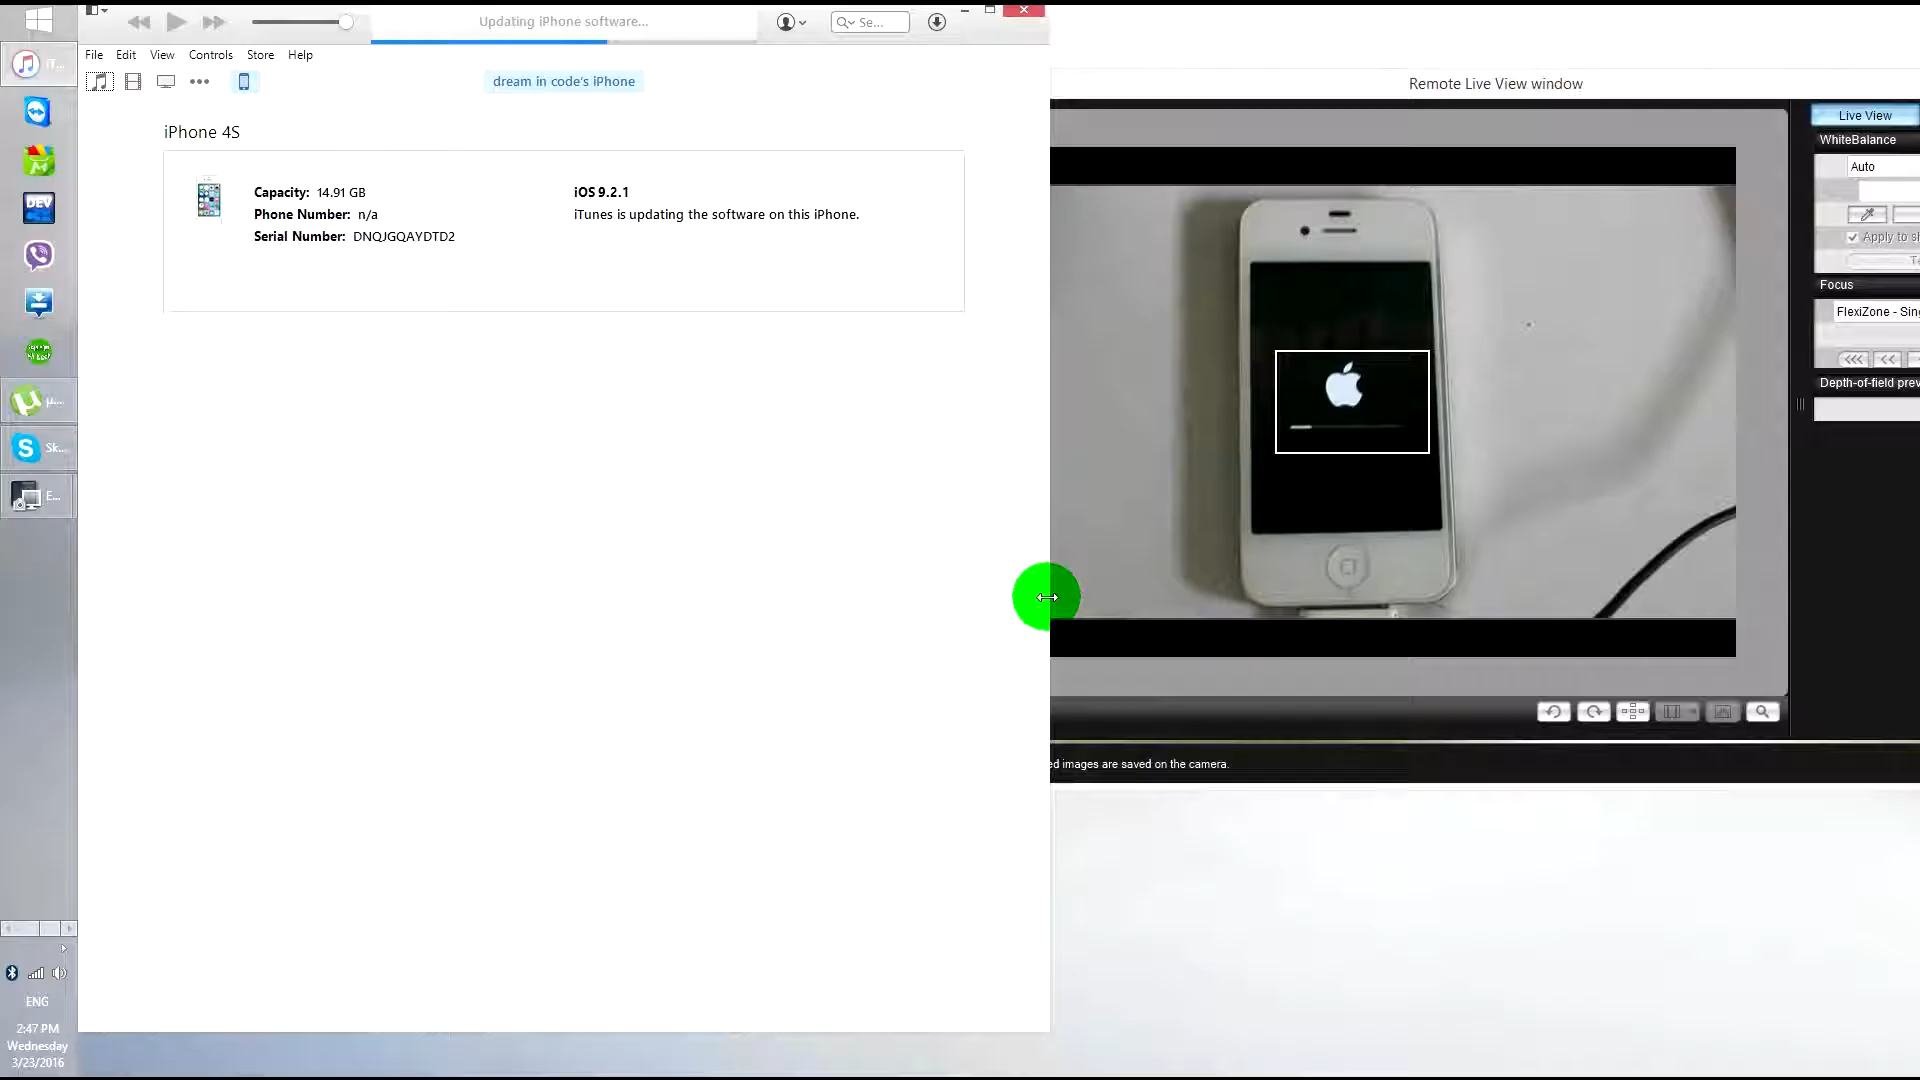 Updating iPhone software...
Se...
File Edit View Controls Store Help
dream in code's iPhone
iPhone 4S
Capacity: 14.91 GB
Phone Number: n/a
Serial Number: DNQJGQAYDTD2
iOS 9.2.1
iTunes is updating the software on this iPhone.
iT...
DEV
µ...
Sk...
E...
ENG
2:47 PM
Wednesday
3/23/2016
Remote Live View window
Live View
WhiteBalance
Auto
Apply to sh
Te
Focus
FlexiZone - Sing
Depth-of-field prev
ed images are saved on the camera.